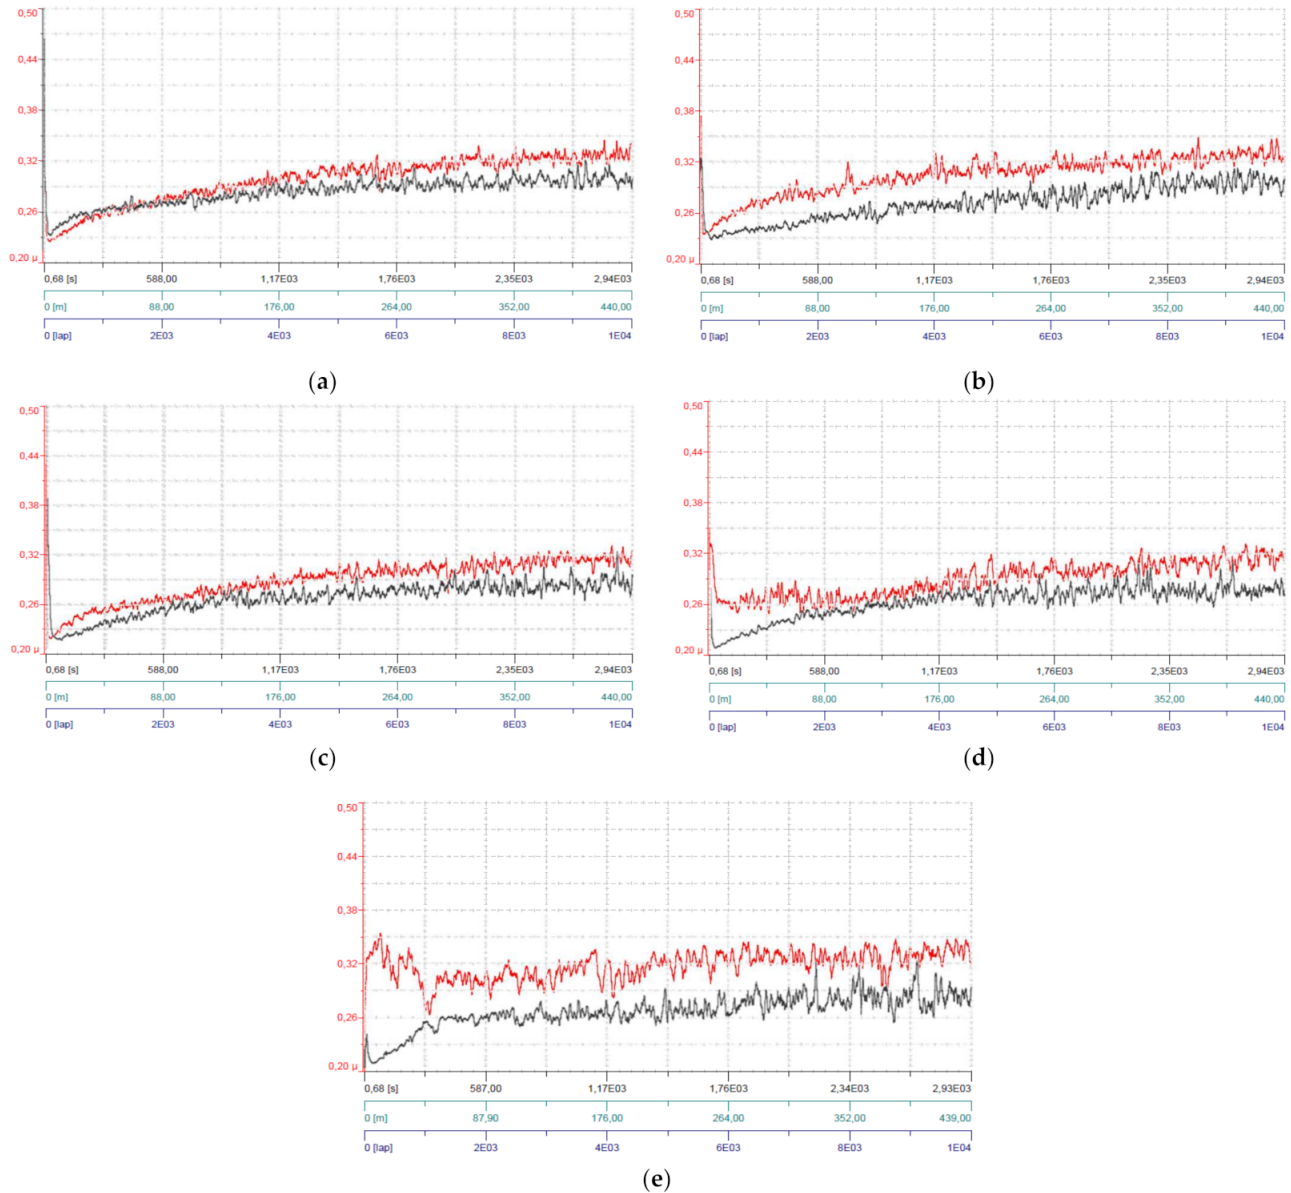 0,50 0,50
0,44 0,44
0,38 0,38
0,32 0,32
0,26 0,26
0,20 µ 0,20 µ
0,68 [s] 588,00 1,17E03 1,76E03 2,35E03 2,94E03 0,68 [s] 588,00 1,17E03 1,76E03 2,35E03 2,94E03
0 [m] 88,00 176,00 264,00 352,00 440,00 0 [m] 88,00 176,00 264,00 352,00 440,00
0 [lap] 2E03 4E03 6E03 8E03 1E04 0 [lap] 2E03 4E03 6E03 8E03 1E04
(a) (b)
0,50 0,50
0,44 0,44
0,38 0,38
0,32 0,32
0,26 0,26
0,20 µ 0,20 µ
0,68 [s] 588,00 1,17E03 1,76E03 2,35E03 2,94E03 0,68 [s] 588,00 1,17E03 1,76E03 2,35E03 2,94E03
0 [m] 88,00 176,00 264,00 352,00 440,00 0 [m] 88,00 176,00 264,00 352,00 440,00
0 [lap] 2E03 4E03 6E03 8E03 1E04 0 [lap] 2E03 4E03 6E03 8E03 1E04
(c) (d)
0,50
0,44
0,38
0,32
0,26
0,20 µ
0,68 [s] 587,00 1,17E03 1,76E03 2,34E03 2,93E03
0 [m] 87,90 176,00 264,00 352,00 439,00
0 [lap] 2E03 4E03 6E03 8E03 1E04
(e)